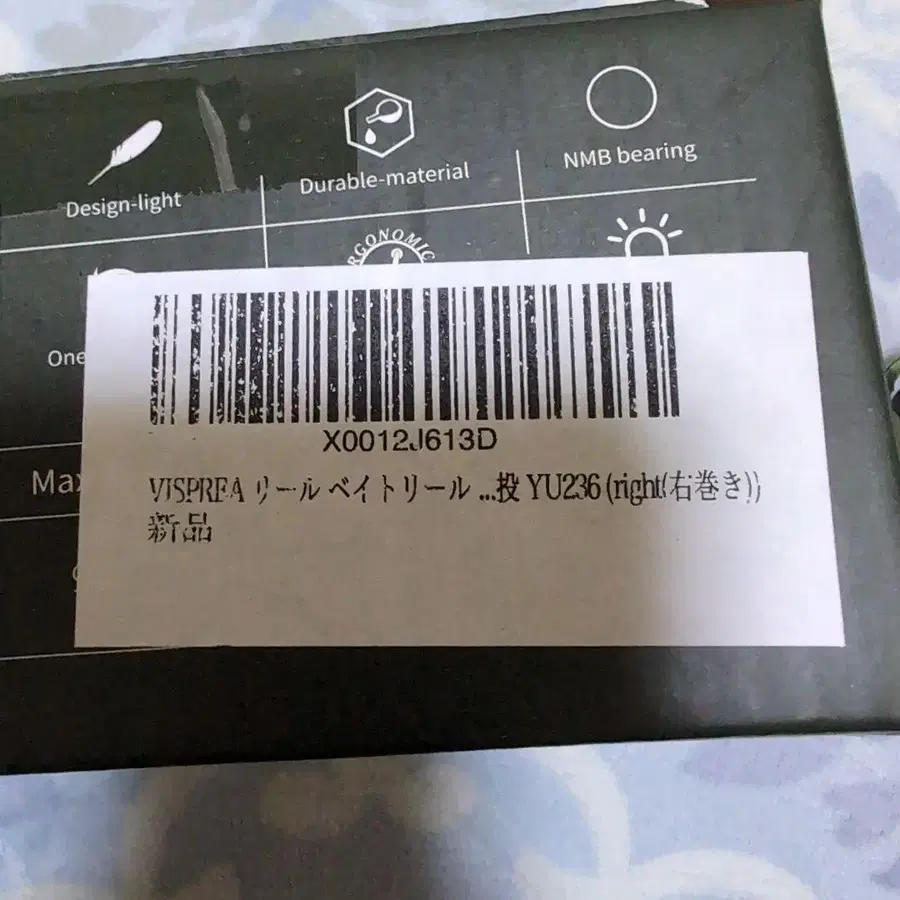 Design-light
Durable-material
NMB bearing
ERGONOMIC
One
Max
X0012J613D
VISPREA リール ベイトリール ...投 YU236 (right(右巻き))
新品